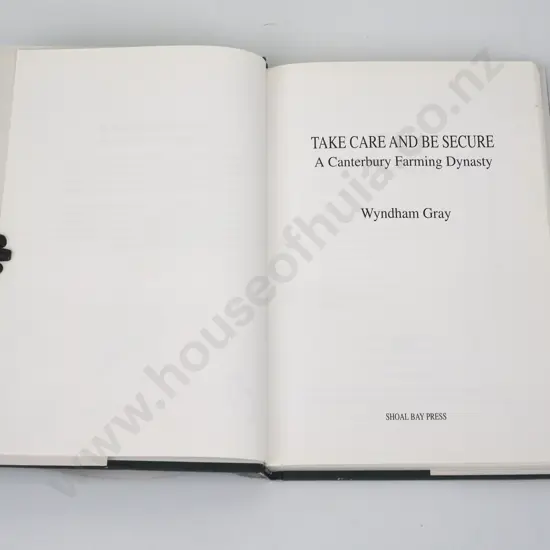 TAKE CARE AND BE SECURE
A Canterbury Farming Dynasty
Wyndham Gray
SHOAL BAY PRESS
www.houseofhuia.co.nz